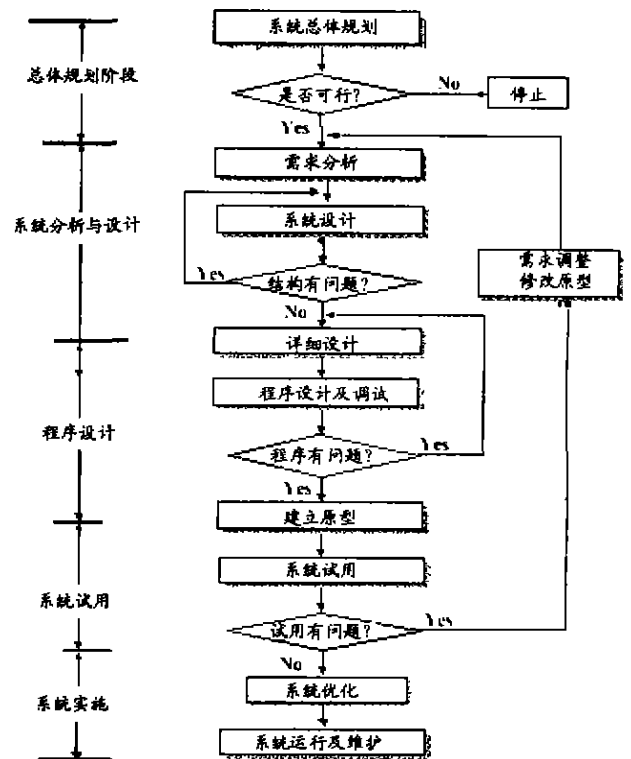 系统总体规划
总体规划阶段
是否可行?
No
停止
Yes
需求分析
系统分析与设计
系统设计
需求调整
修改原型
Yes
结构有问题?
No
详细设计
程序设计及调试
程序设计
程序有问题?
Yes
Yes
建立原型
系统试用
系统试用
试用有问题?
Yes
No
系统优化
系统实施
系统运行及维护